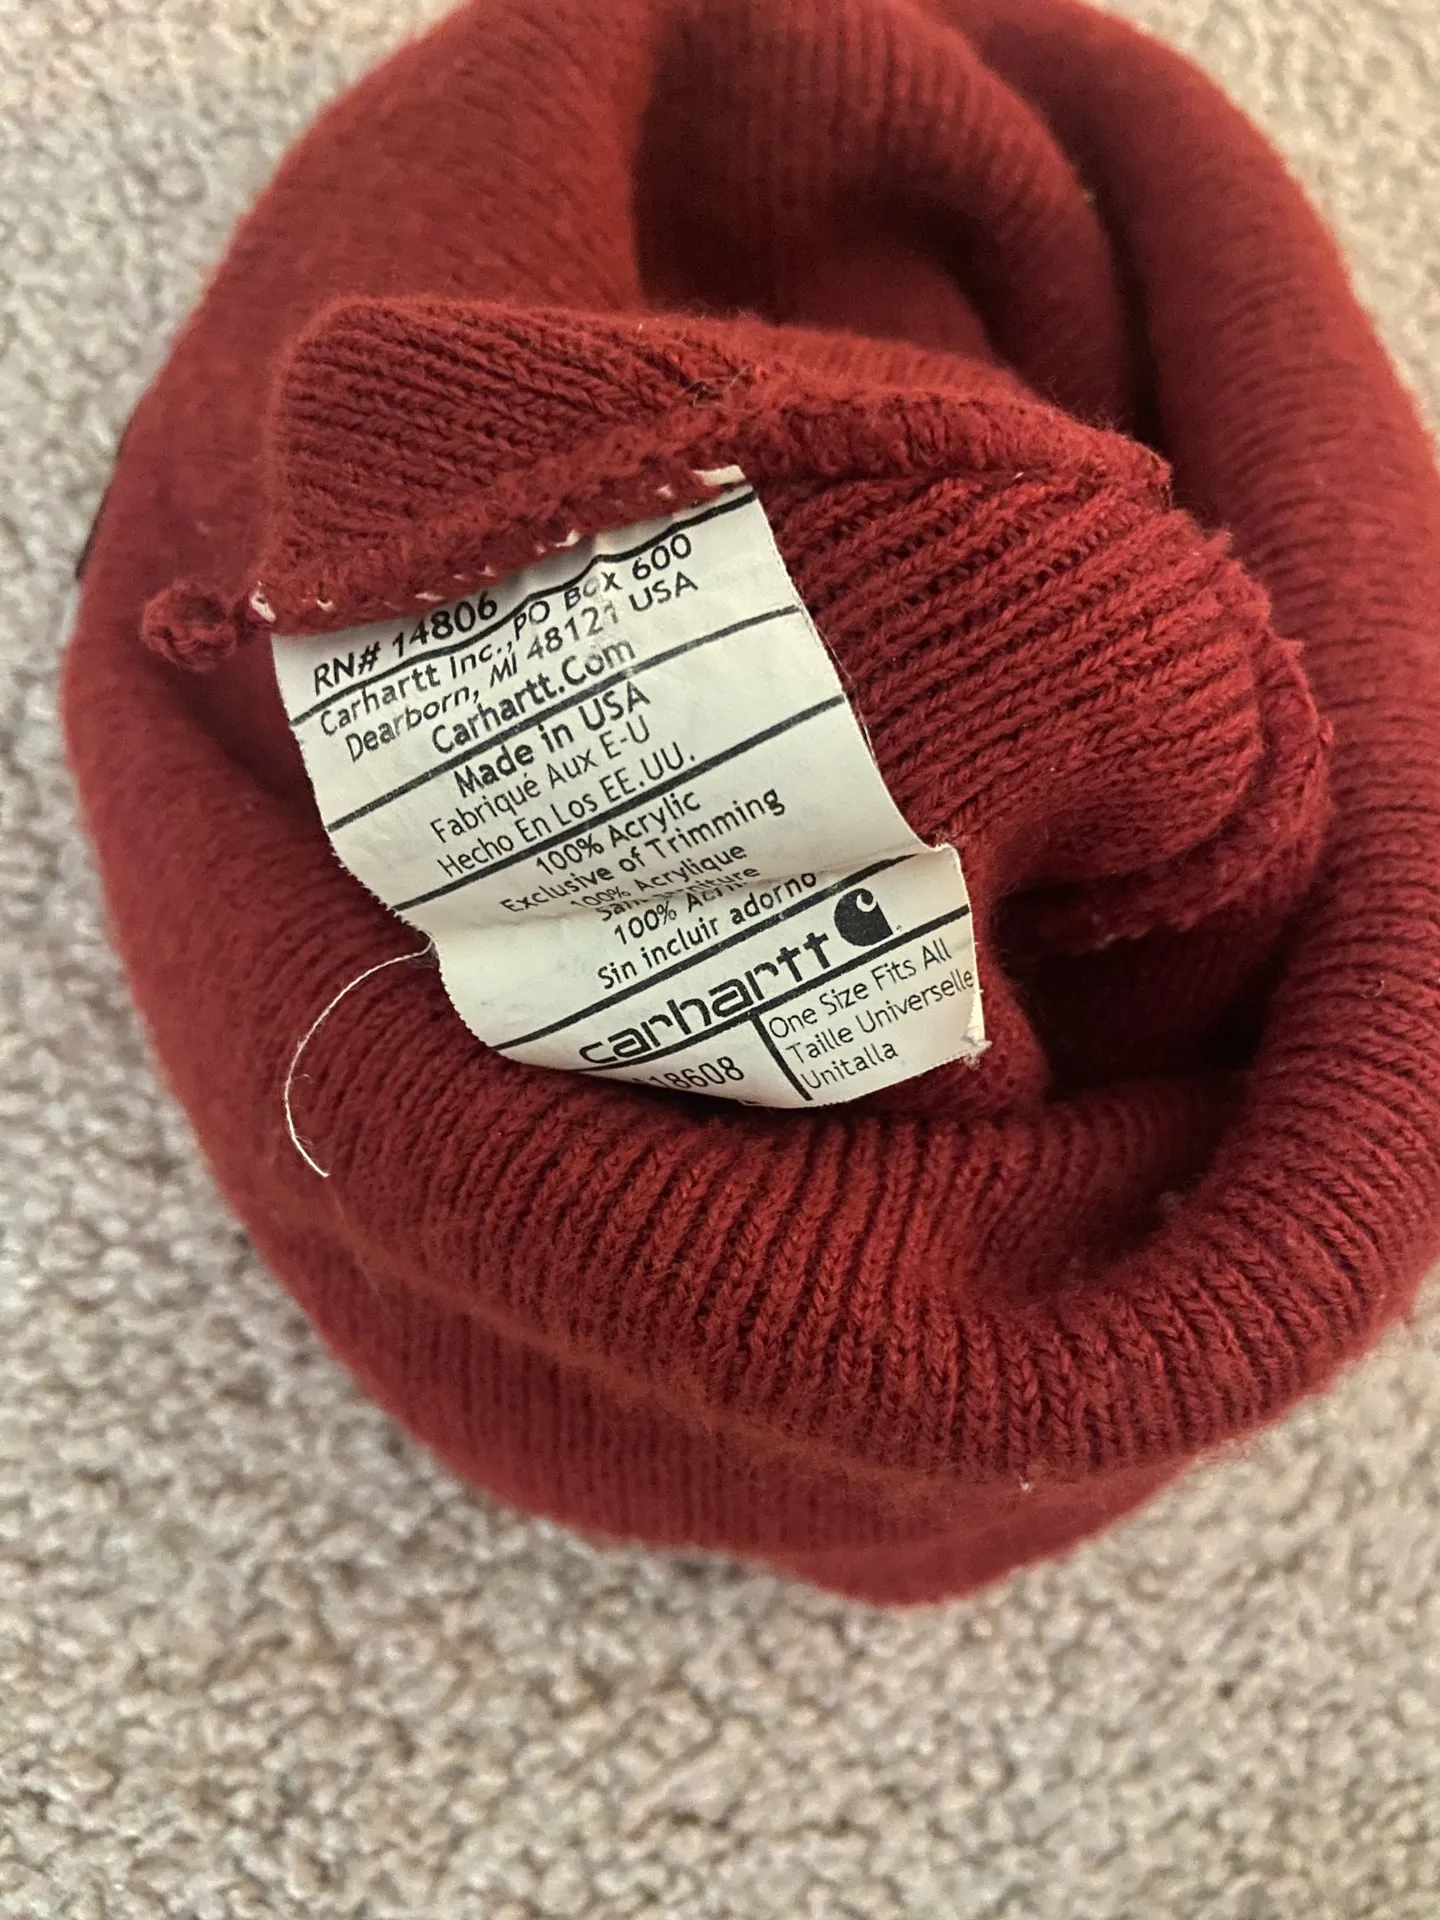 RN# 14806
Carhartt Inc., PO BOX 600
Dearborn, MI 48121 USA
Carhartt.Com
Made in USA
Fabriqué Aux E-U
Hecho En Los EE.UU.
100% Acrylic
Exclusive of Trimming
100% Acrylique
100%
Sin incluir adorno
carhartt
18608
One Size Fits All
Taille Universelle
Unitalla